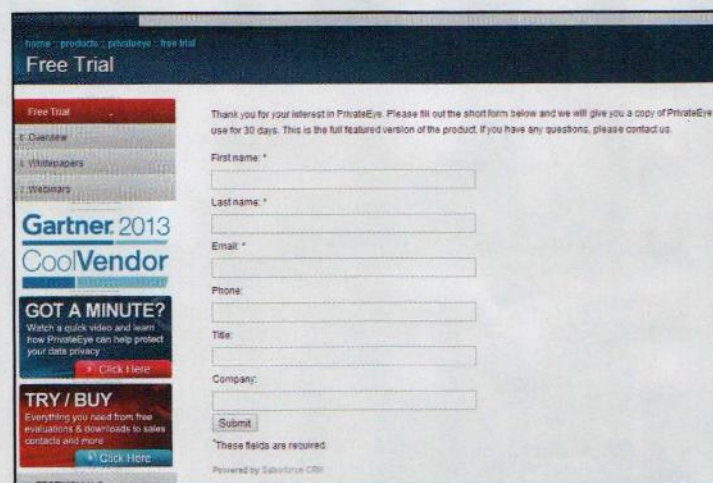 home :: products :: privateeye :: free trial
Free Trial
Free Trial
Overview
Whitepapers
Webinars
Gartner 2013
CoolVendor
GOT A MINUTE?
Watch a quick video and learn
how PrivateEye can help protect
your data privacy
Click Here
TRY / BUY
Everything you need from free
evaluations & downloads to sales
contacts and more
Click Here
Thank you for your interest in PrivateEye. Please fill out the short form below and we will give you a copy of PrivateEye
use for 30 days. This is the full featured version of the product. If you have any questions, please contact us.
First name: *
Last name: *
Email: *
Phone:
Title:
Company:
Submit
*These fields are required.
Powered by Salesforce CRM